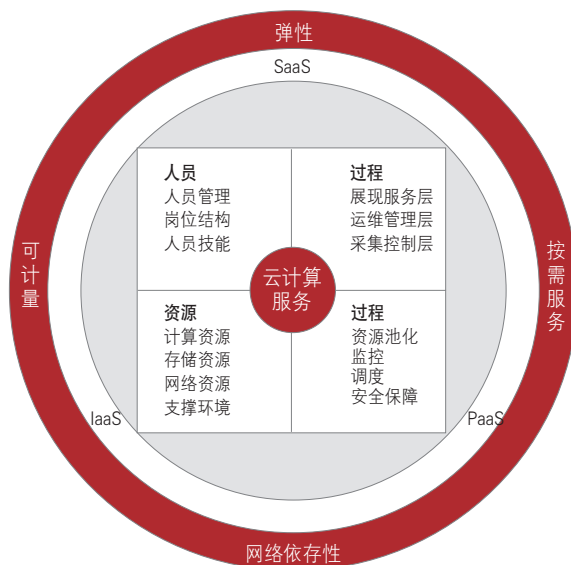 弹性
SaaS
人员
人员管理
岗位结构
人员技能
过程
展现服务层
运维管理层
采集控制层
可计量
按需服务
云计算
服务
资源
计算资源
存储资源
网络资源
支撑环境
过程
资源池化
监控
调度
安全保障
IaaS
PaaS
网络依存性